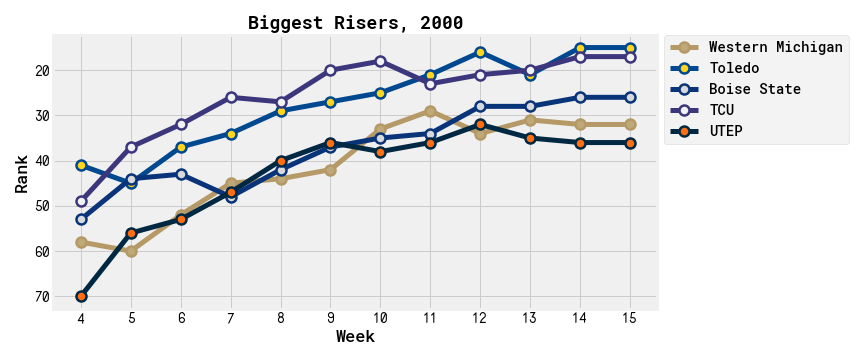 Biggest Risers, 2000
Western Michigan
Toledo
Boise State
TCU
UTEP
Rank
20
30
40
50
60
70
4 5 6 7 8 9 10 11 12 13 14 15
Week